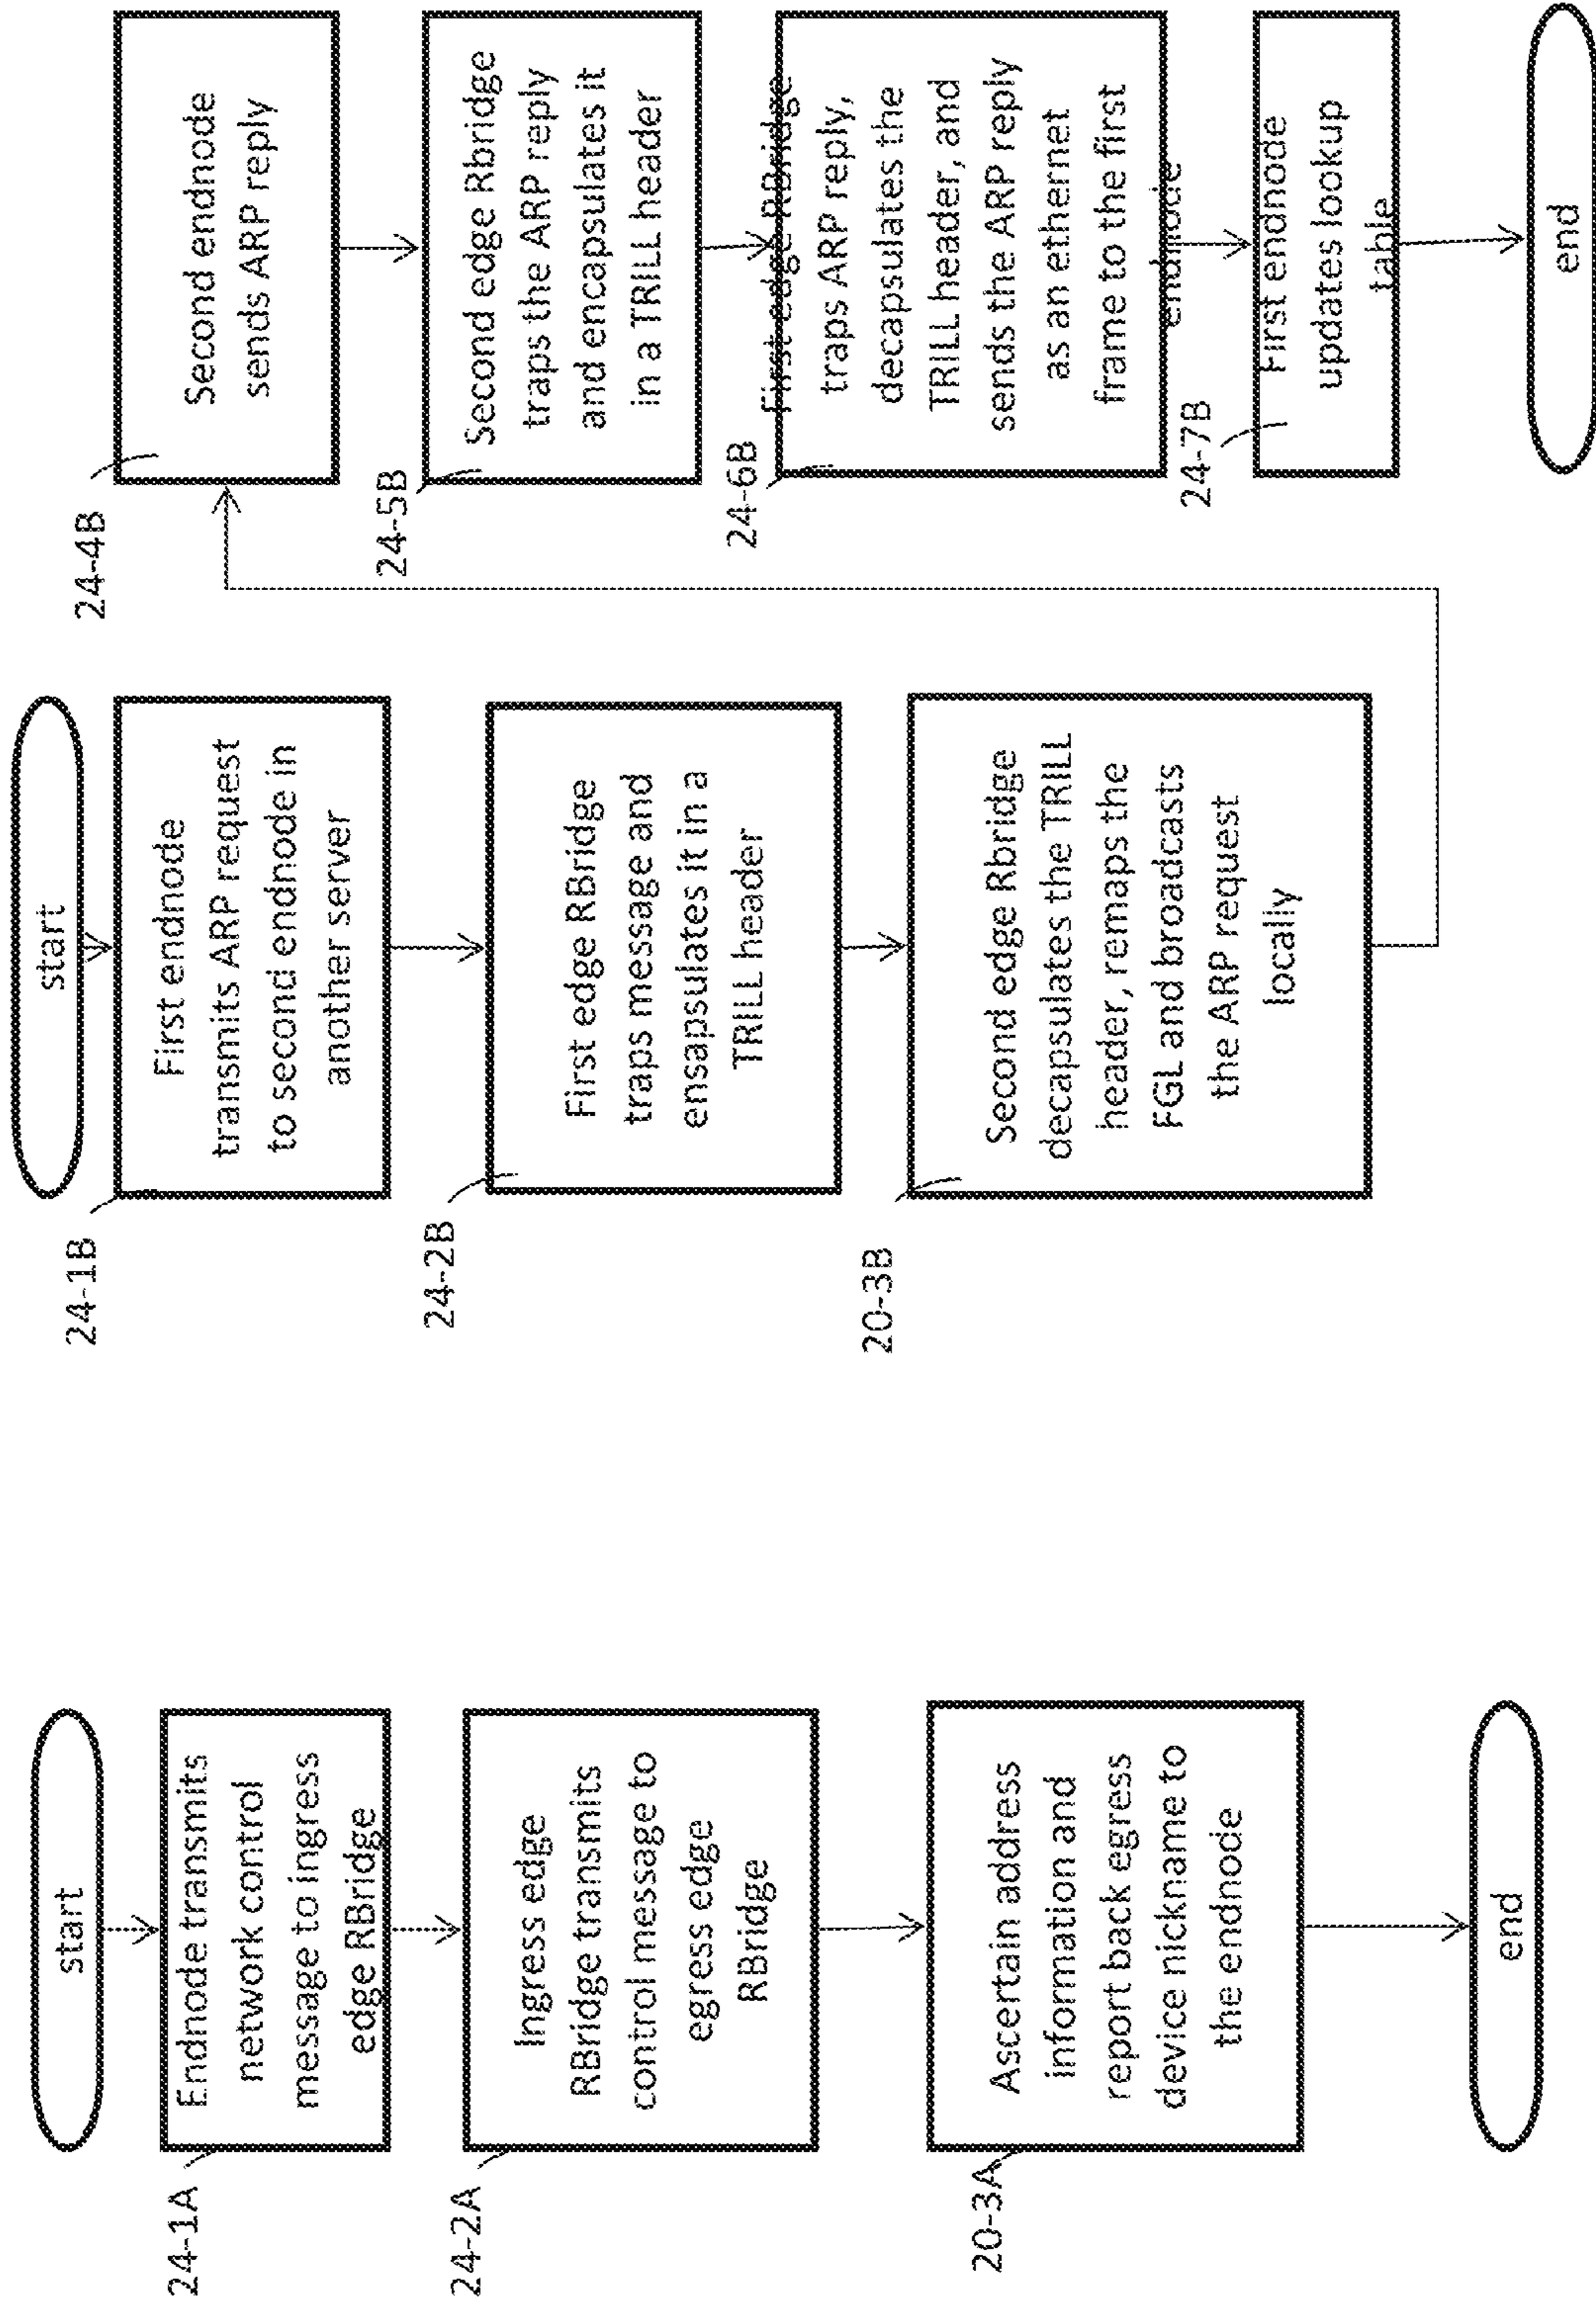 start
24-1A
Endnode transmits
network control
message to ingress
edge RBridge
24-2A
Ingress edge
RBridge transmits
control message to
egress edge
RBridge
20-3A
Ascertain address
information and
report back egress
device nickname to
the endnode
end
start
24-1B
First endnode
transmits ARP request
to second endnode in
another server
24-2B
First edge RBridge
traps message and
ensapsulates it in a
TRILL header
20-3B
Second edge Rbridge
decapsulates the TRILL
header, remaps the
FGL and broadcasts
the ARP request
locally
24-4B
Second endnode
sends ARP reply
24-5B
Second edge Rbridge
traps the ARP reply
and encapsulates it
in a TRILL header
24-6B
First edge RBridge
traps ARP reply,
decapsulates the
TRILL header, and
sends the ARP reply
as an ethernet
frame to the first
endnode
24-7B
First endnode
updates lookup
table
end